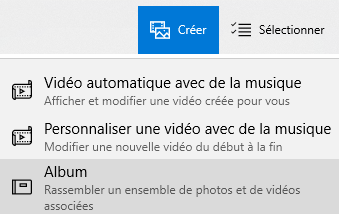 Créer Sélectionner
Vidéo automatique avec de la musique
Afficher et modifier une vidéo créée pour vous
Personnaliser une vidéo avec de la musique
Modifier une nouvelle vidéo du début à la fin
Album
Rassembler un ensemble de photos et de vidéos
associées